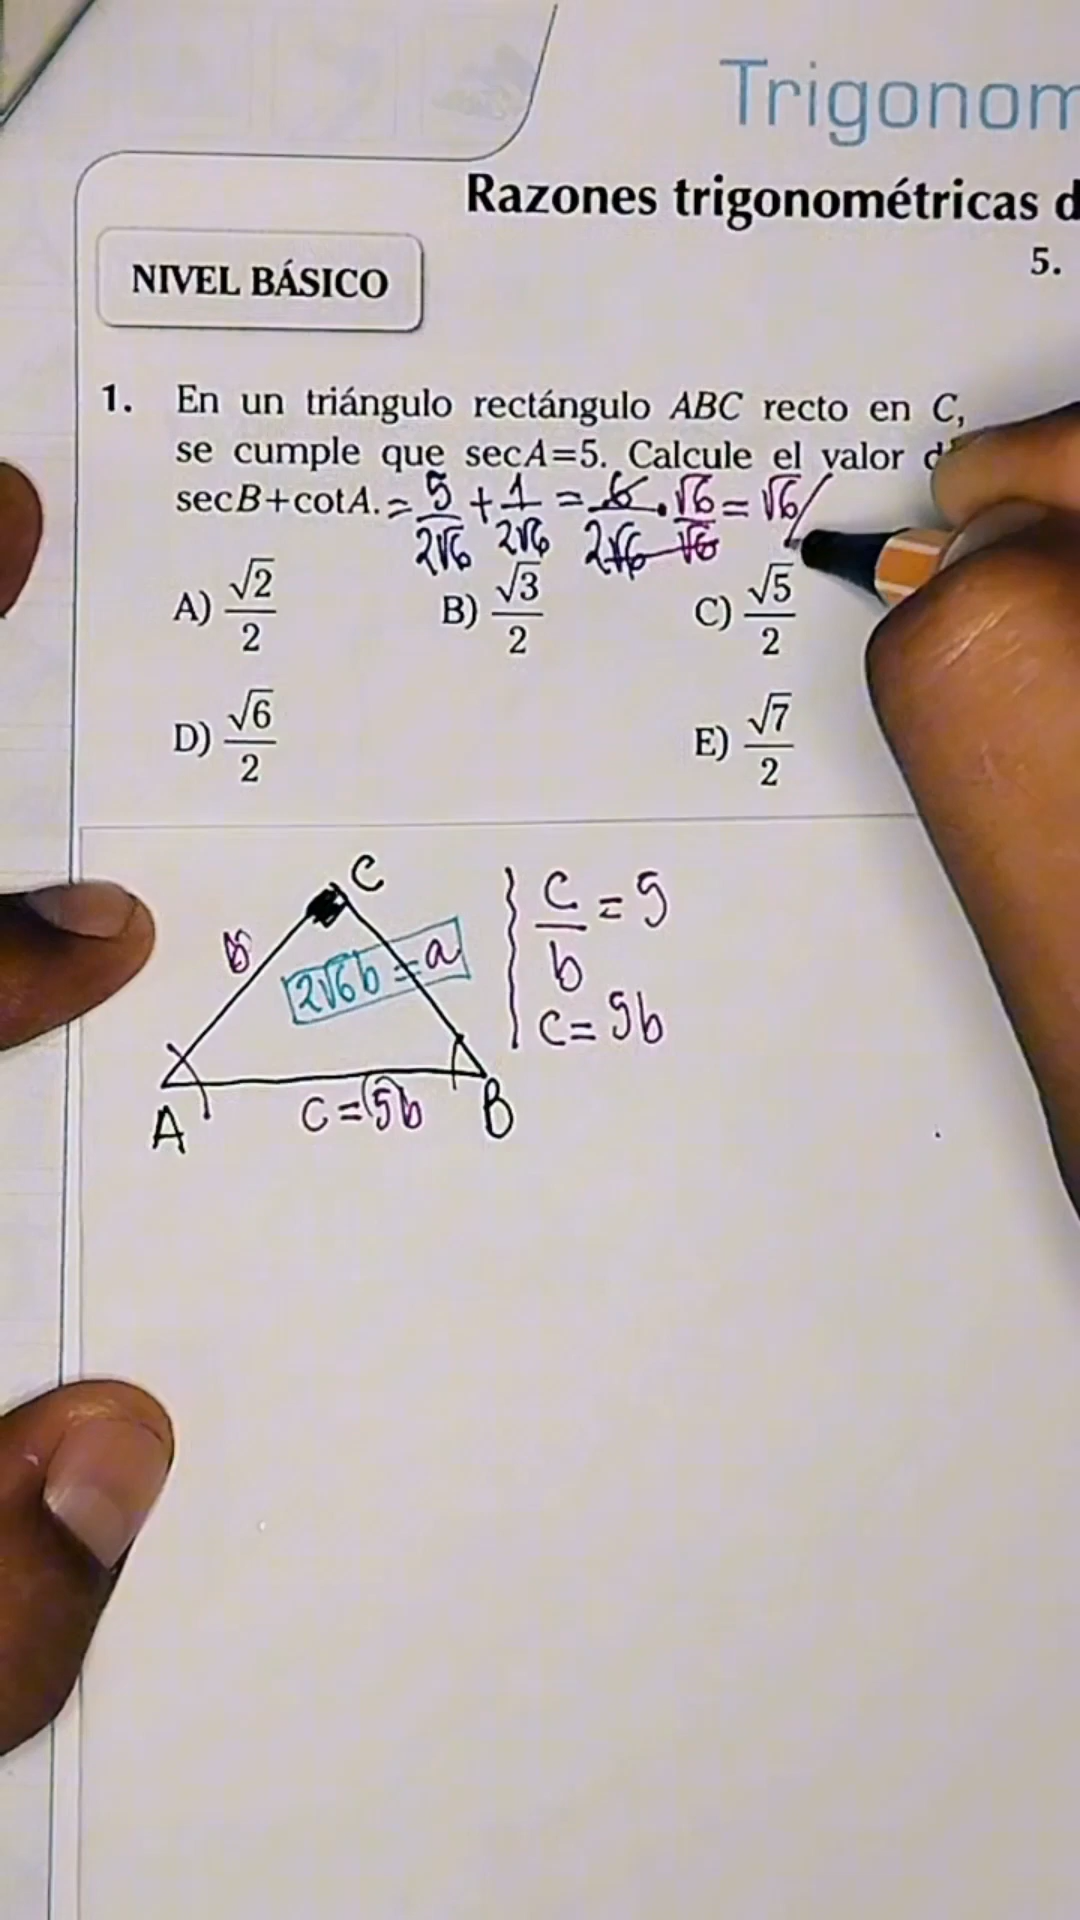 Trigonom
Razones trigonométricas d
NIVEL BÁSICO
5.
1. En un triángulo rectángulo ABC recto en C,
se cumple que secA=5. Calcule el valor d
secB+cotA. = 5/2√6 + 1/2√6 = 6/2√6 · √6/√6 = √6/
A) √2/2 B) √3/2 C) √5/2
D) √6/2 E) √7/2
C
b 2√6b = a
A c = 5b B
c/b = 5
c = 5b